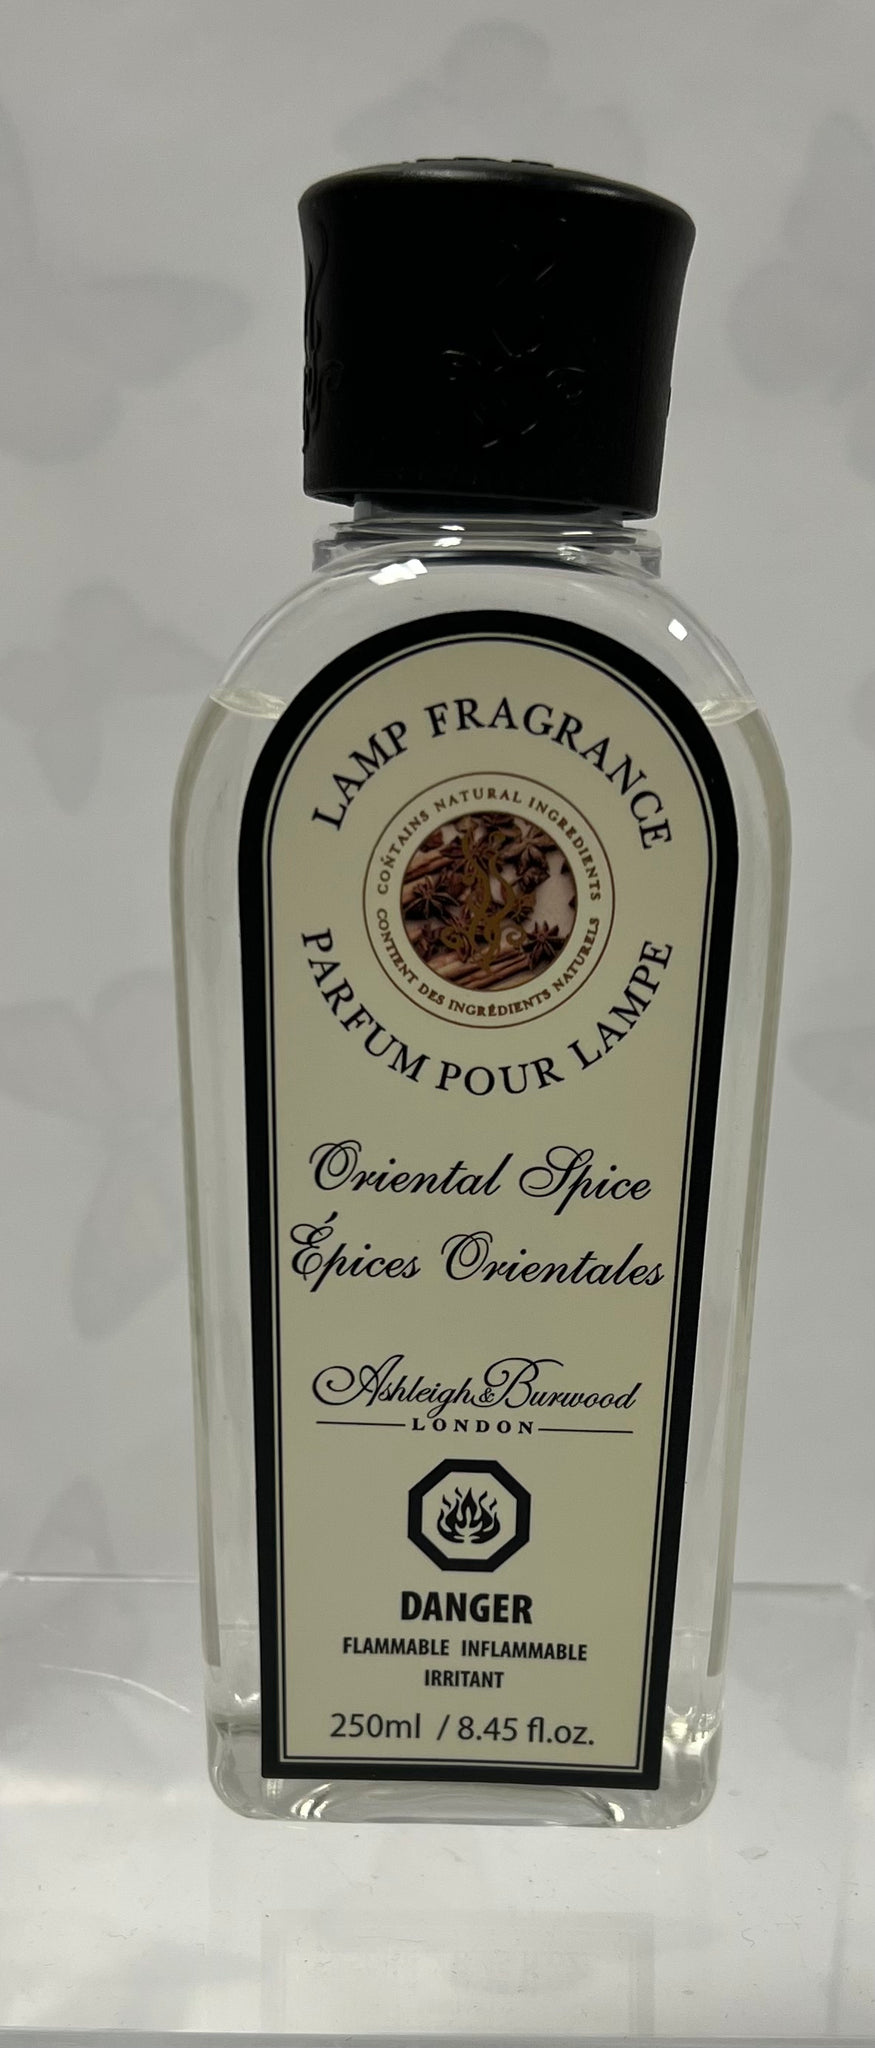 LAMP FRAGRANCE
CONTAINS NATURAL INGREDIENTS
CONTIENT DES INGRÉDIENTS NATURELS
PARFUM POUR LAMPE
Oriental Spice
Épices Orientales
Ashleigh & Burwood
LONDON
DANGER
FLAMMABLE INFLAMMABLE
IRRITANT
250ml / 8.45 fl.oz.